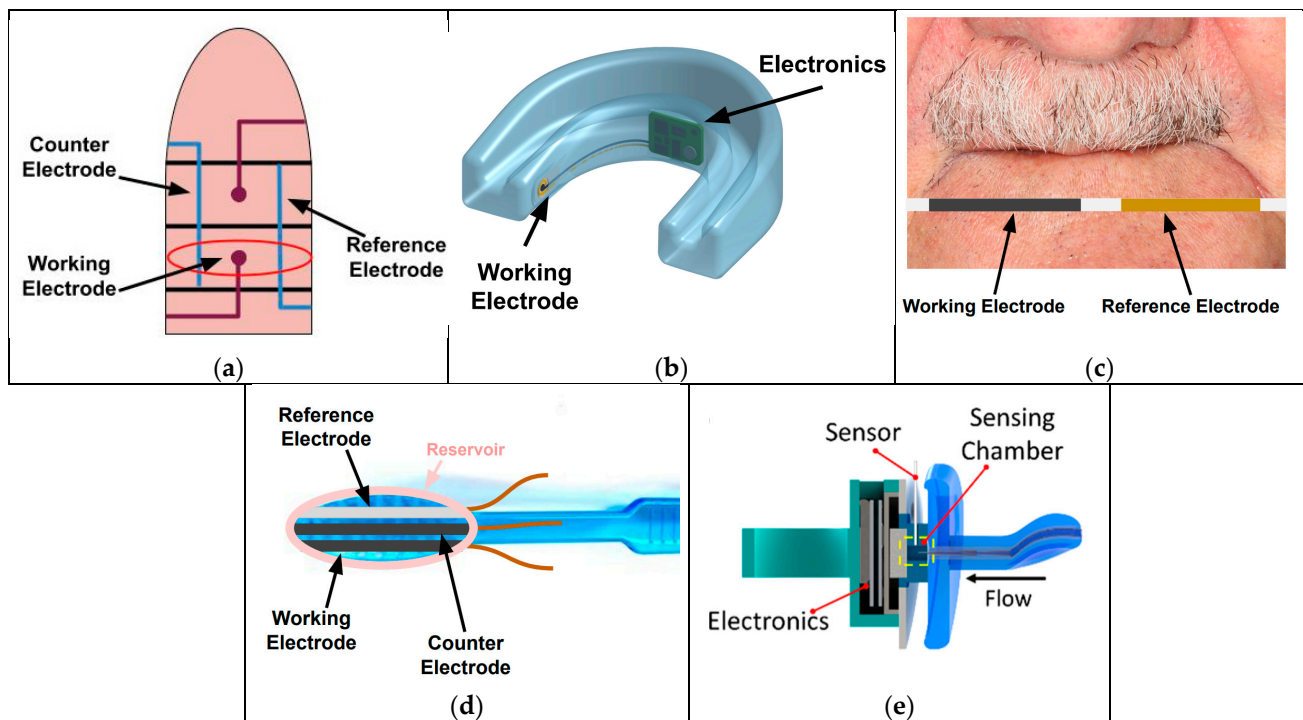 Counter
Electrode
Working
Electrode
Reference
Electrode
(a)
Electronics
Working
Electrode
(b)
Working Electrode
Reference Electrode
(c)
Reference
Electrode
Reservoir
Working
Electrode
Counter
Electrode
(d)
Sensor
Sensing
Chamber
Electronics
Flow
(e)